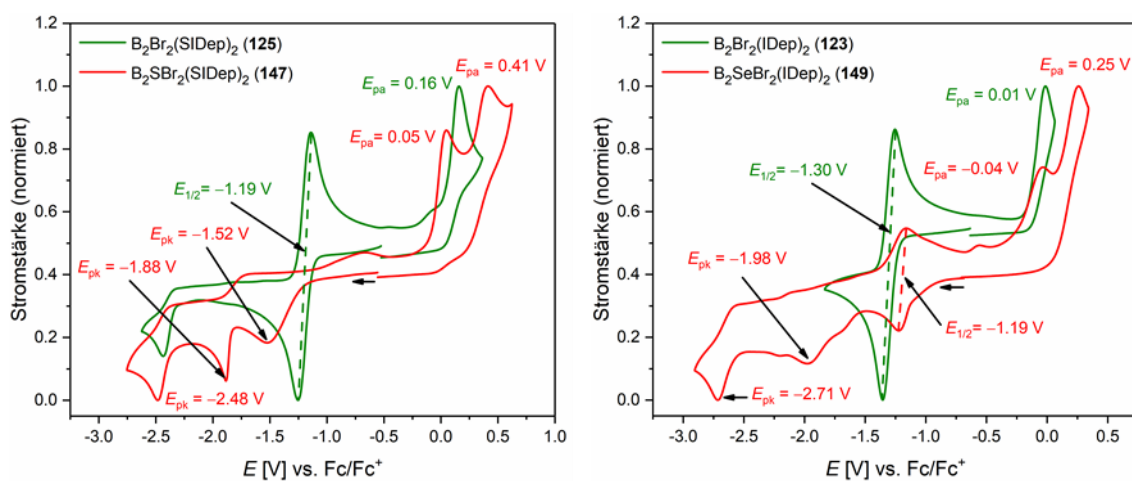 B₂Br₂(SIDep)₂ (125)
B₂SBr₂(SIDep)₂ (147)
Epa = 0.41 V
Epa = 0.16 V
Epa = 0.05 V
E1/2 = −1.19 V
Epk = −1.52 V
Epk = −1.88 V
Epk = −2.48 V
Stromstärke (normiert)
1.2
1.0
0.8
0.6
0.4
0.2
0.0
-3.0 -2.5 -2.0 -1.5 -1.0 -0.5 0.0 0.5 1.0
E [V] vs. Fc/Fc⁺
B₂Br₂(IDep)₂ (123)
B₂SeBr₂(IDep)₂ (149)
Epa = 0.25 V
Epa = 0.01 V
Epa = −0.04 V
E1/2 = −1.30 V
Epk = −1.98 V
E1/2 = −1.19 V
Epk = −2.71 V
Stromstärke (normiert)
1.2
1.0
0.8
0.6
0.4
0.2
0.0
-3.0 -2.5 -2.0 -1.5 -1.0 -0.5 0.0 0.5
E [V] vs. Fc/Fc⁺